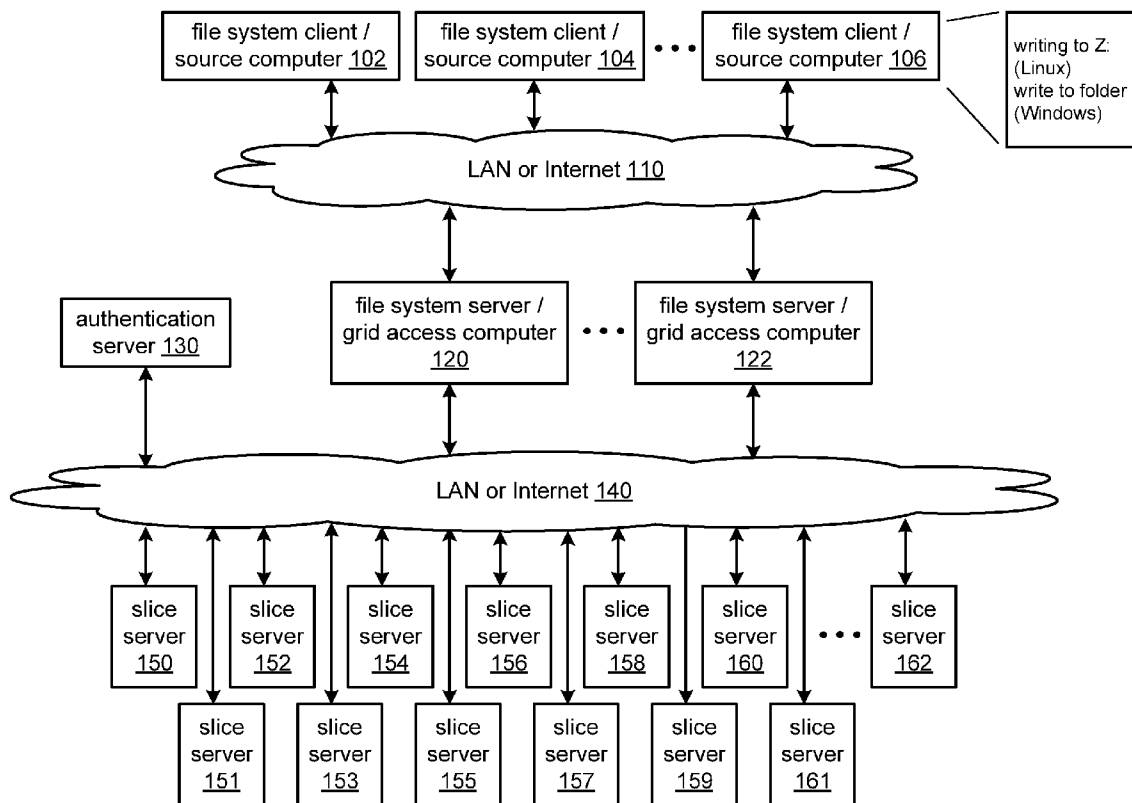 file system client /
source computer 102
file system client /
source computer 104
file system client /
source computer 106
writing to Z:
(Linux)
write to folder
(Windows)
LAN or Internet 110
authentication
server 130
file system server /
grid access computer
120
file system server /
grid access computer
122
LAN or Internet 140
slice
server
150
slice
server
152
slice
server
154
slice
server
156
slice
server
158
slice
server
160
slice
server
162
slice
server
151
slice
server
153
slice
server
155
slice
server
157
slice
server
159
slice
server
161